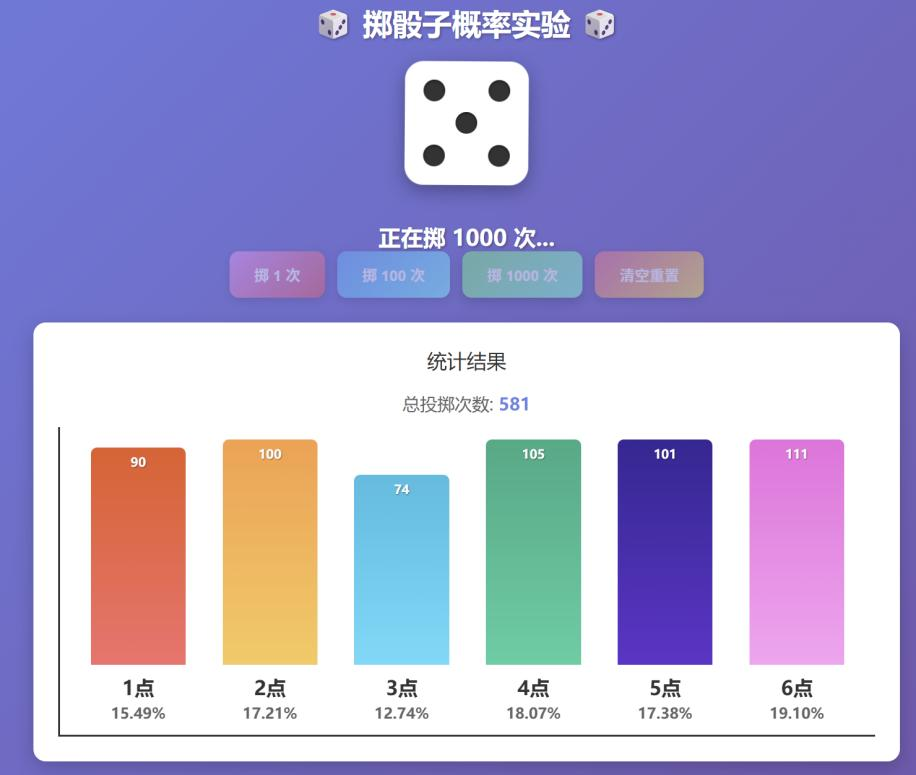 🎲 掷骰子概率实验 🎲
正在掷 1000 次...
掷 1 次 掷 100 次 掷 1000 次 清空重置
统计结果
总投掷次数: 581
90 100 74 105 101 111
1点 2点 3点 4点 5点 6点
15.49% 17.21% 12.74% 18.07% 17.38% 19.10%